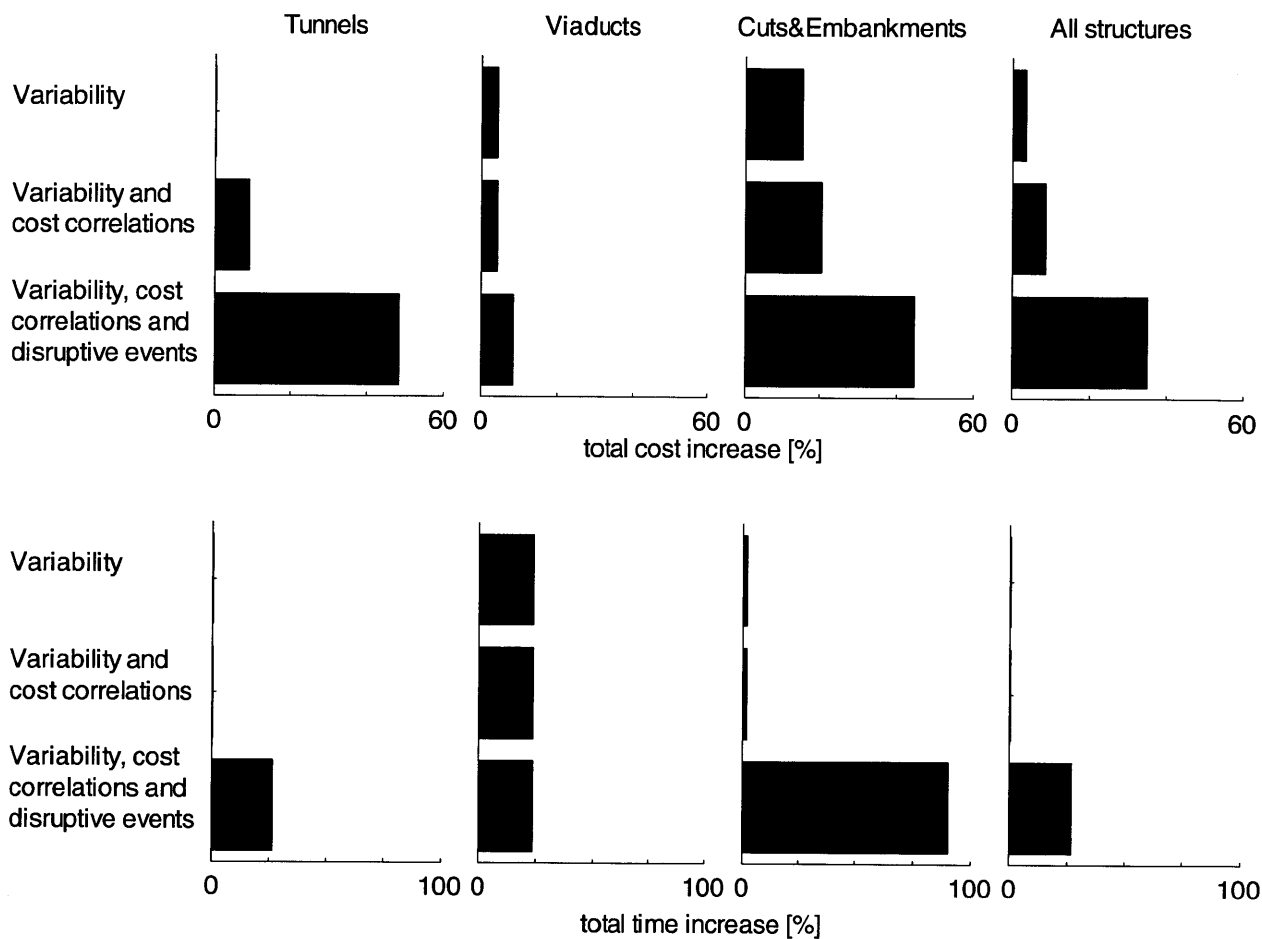 Tunnels Viaducts Cuts&Embankments All structures
Variability
Variability and
cost correlations
Variability, cost
correlations and
disruptive events
0 60 0 60 0 60 0 60
total cost increase [%]
Variability
Variability and
cost correlations
Variability, cost
correlations and
disruptive events
0 100 0 100 0 100 0 100
total time increase [%]